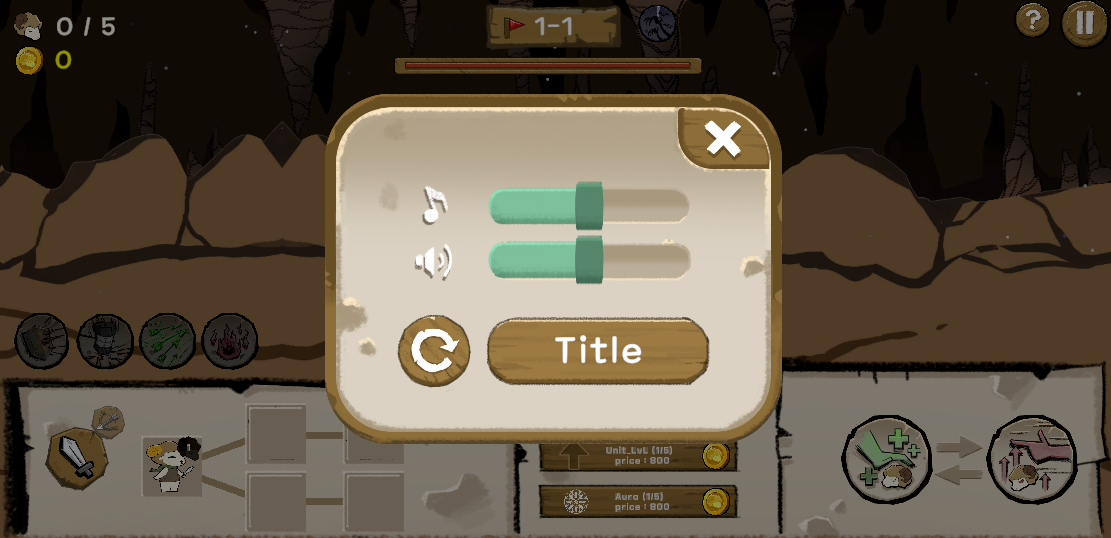 0 / 5
1-1
?
0
Title
Unit_Lvl (1/5)
price : 800
Aura (1/5)
price : 800